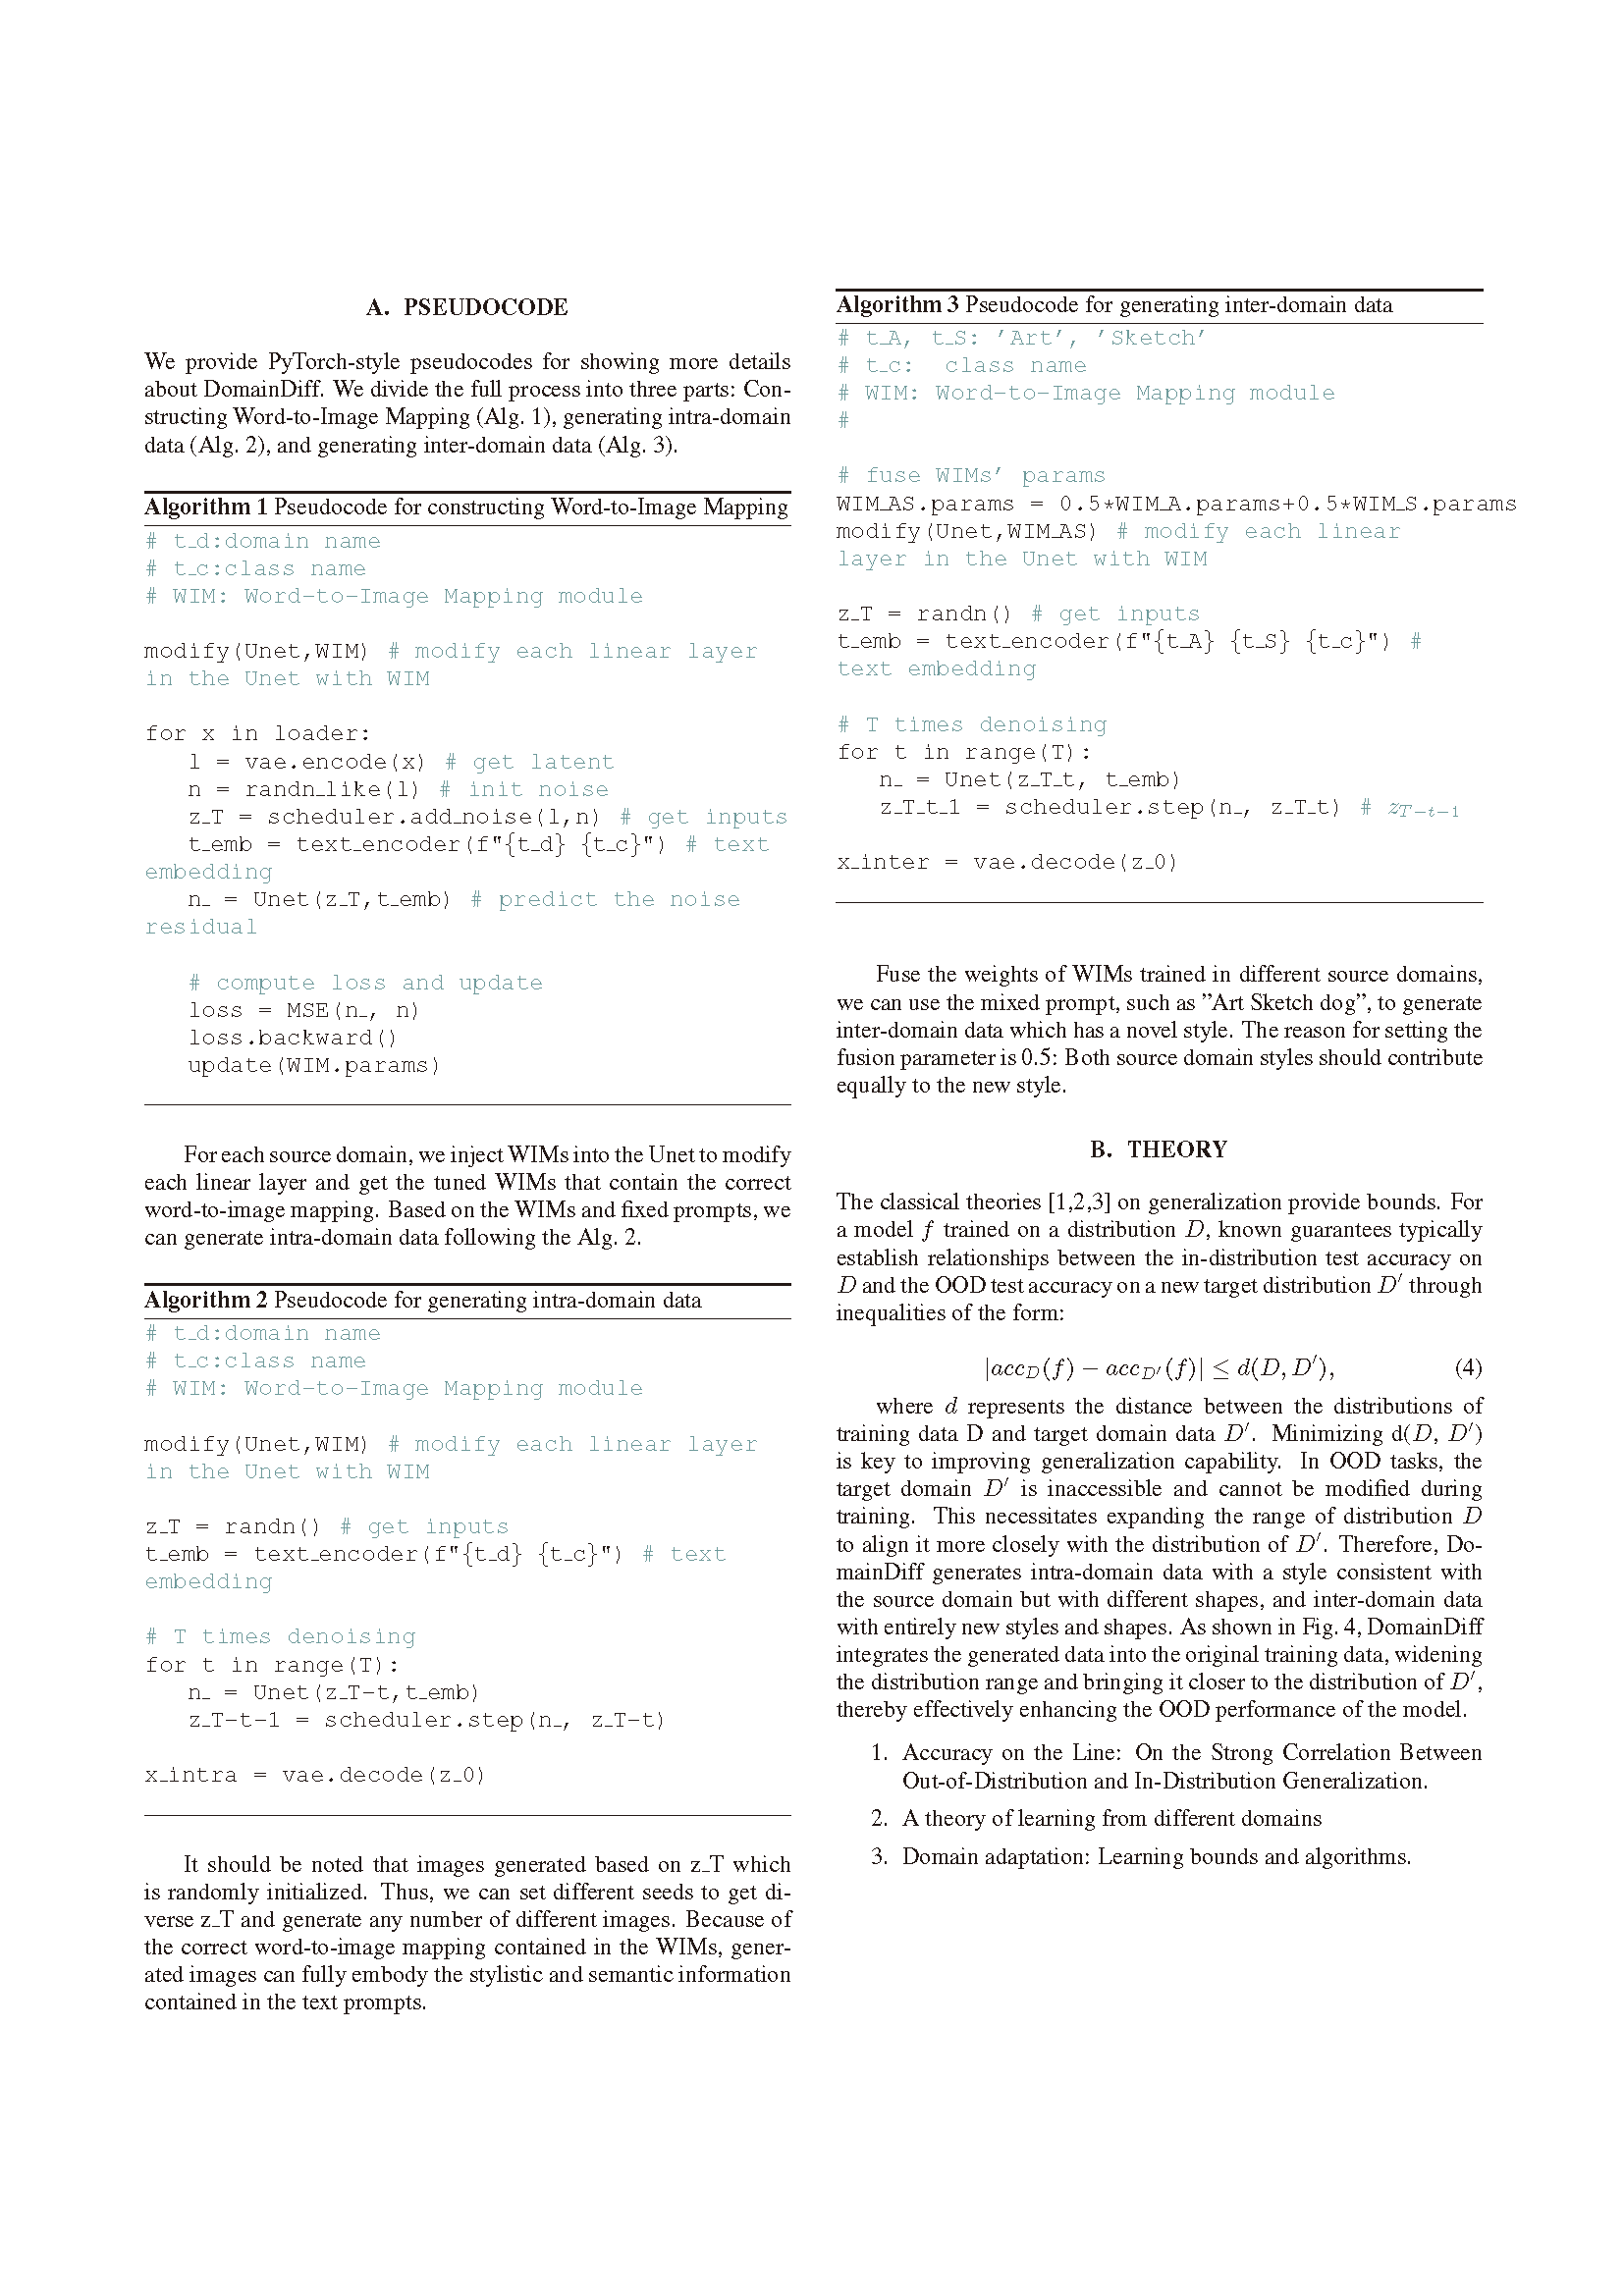 A. PSEUDOCODE
We provide PyTorch-style pseudocodes for showing more details
about DomainDiff. We divide the full process into three parts: Con-
structing Word-to-Image Mapping (Alg. 1), generating intra-domain
data (Alg. 2), and generating inter-domain data (Alg. 3).
Algorithm 1 Pseudocode for constructing Word-to-Image Mapping
# t_d:domain name
# t_c:class name
# WIM: Word-to-Image Mapping module
modify(Unet,WIM) # modify each linear layer
in the Unet with WIM
for x in loader:
l = vae.encode(x) # get latent
n = randn_like(l) # init noise
z_T = scheduler.add_noise(l,n) # get inputs
t_emb = text_encoder(f"{t_d} {t_c}") # text
embedding
n_ = Unet(z_T,t_emb) # predict the noise
residual
# compute loss and update
loss = MSE(n_, n)
loss.backward()
update(WIM.params)
For each source domain, we inject WIMs into the Unet to modify
each linear layer and get the tuned WIMs that contain the correct
word-to-image mapping. Based on the WIMs and fixed prompts, we
can generate intra-domain data following the Alg. 2.
Algorithm 2 Pseudocode for generating intra-domain data
# t_d:domain name
# t_c:class name
# WIM: Word-to-Image Mapping module
modify(Unet,WIM) # modify each linear layer
in the Unet with WIM
z_T = randn() # get inputs
t_emb = text_encoder(f"{t_d} {t_c}") # text
embedding
# T times denoising
for t in range(T):
n_ = Unet(z_T-t,t_emb)
z_T-t-1 = scheduler.step(n_, z_T-t)
x_intra = vae.decode(z_0)
It should be noted that images generated based on z_T which
is randomly initialized. Thus, we can set different seeds to get di-
verse z_T and generate any number of different images. Because of
the correct word-to-image mapping contained in the WIMs, gener-
ated images can fully embody the stylistic and semantic information
contained in the text prompts.
Algorithm 3 Pseudocode for generating inter-domain data
# t_A, t_S: 'Art', 'Sketch'
# t_c: class name
# WIM: Word-to-Image Mapping module
#
# fuse WIMs' params
WIM_AS.params = 0.5*WIM_A.params+0.5*WIM_S.params
modify(Unet,WIM_AS) # modify each linear
layer in the Unet with WIM
z_T = randn() # get inputs
t_emb = text_encoder(f"{t_A} {t_S} {t_c}") #
text embedding
# T times denoising
for t in range(T):
n_ = Unet(z_T_t, t_emb)
z_T_t_1 = scheduler.step(n_, z_T_t) # z_{T−t−1}
x_inter = vae.decode(z_0)
Fuse the weights of WIMs trained in different source domains,
we can use the mixed prompt, such as ”Art Sketch dog”, to generate
inter-domain data which has a novel style. The reason for setting the
fusion parameter is 0.5: Both source domain styles should contribute
equally to the new style.
B. THEORY
The classical theories [1,2,3] on generalization provide bounds. For
a model f trained on a distribution D, known guarantees typically
establish relationships between the in-distribution test accuracy on
D and the OOD test accuracy on a new target distribution D′ through
inequalities of the form:
|acc_D(f) − acc_{D′}(f)| ≤ d(D, D′), (4)
where d represents the distance between the distributions of
training data D and target domain data D′. Minimizing d(D, D′)
is key to improving generalization capability. In OOD tasks, the
target domain D′ is inaccessible and cannot be modified during
training. This necessitates expanding the range of distribution D
to align it more closely with the distribution of D′. Therefore, Do-
mainDiff generates intra-domain data with a style consistent with
the source domain but with different shapes, and inter-domain data
with entirely new styles and shapes. As shown in Fig. 4, DomainDiff
integrates the generated data into the original training data, widening
the distribution range and bringing it closer to the distribution of D′,
thereby effectively enhancing the OOD performance of the model.
1. Accuracy on the Line: On the Strong Correlation Between
Out-of-Distribution and In-Distribution Generalization.
2. A theory of learning from different domains
3. Domain adaptation: Learning bounds and algorithms.